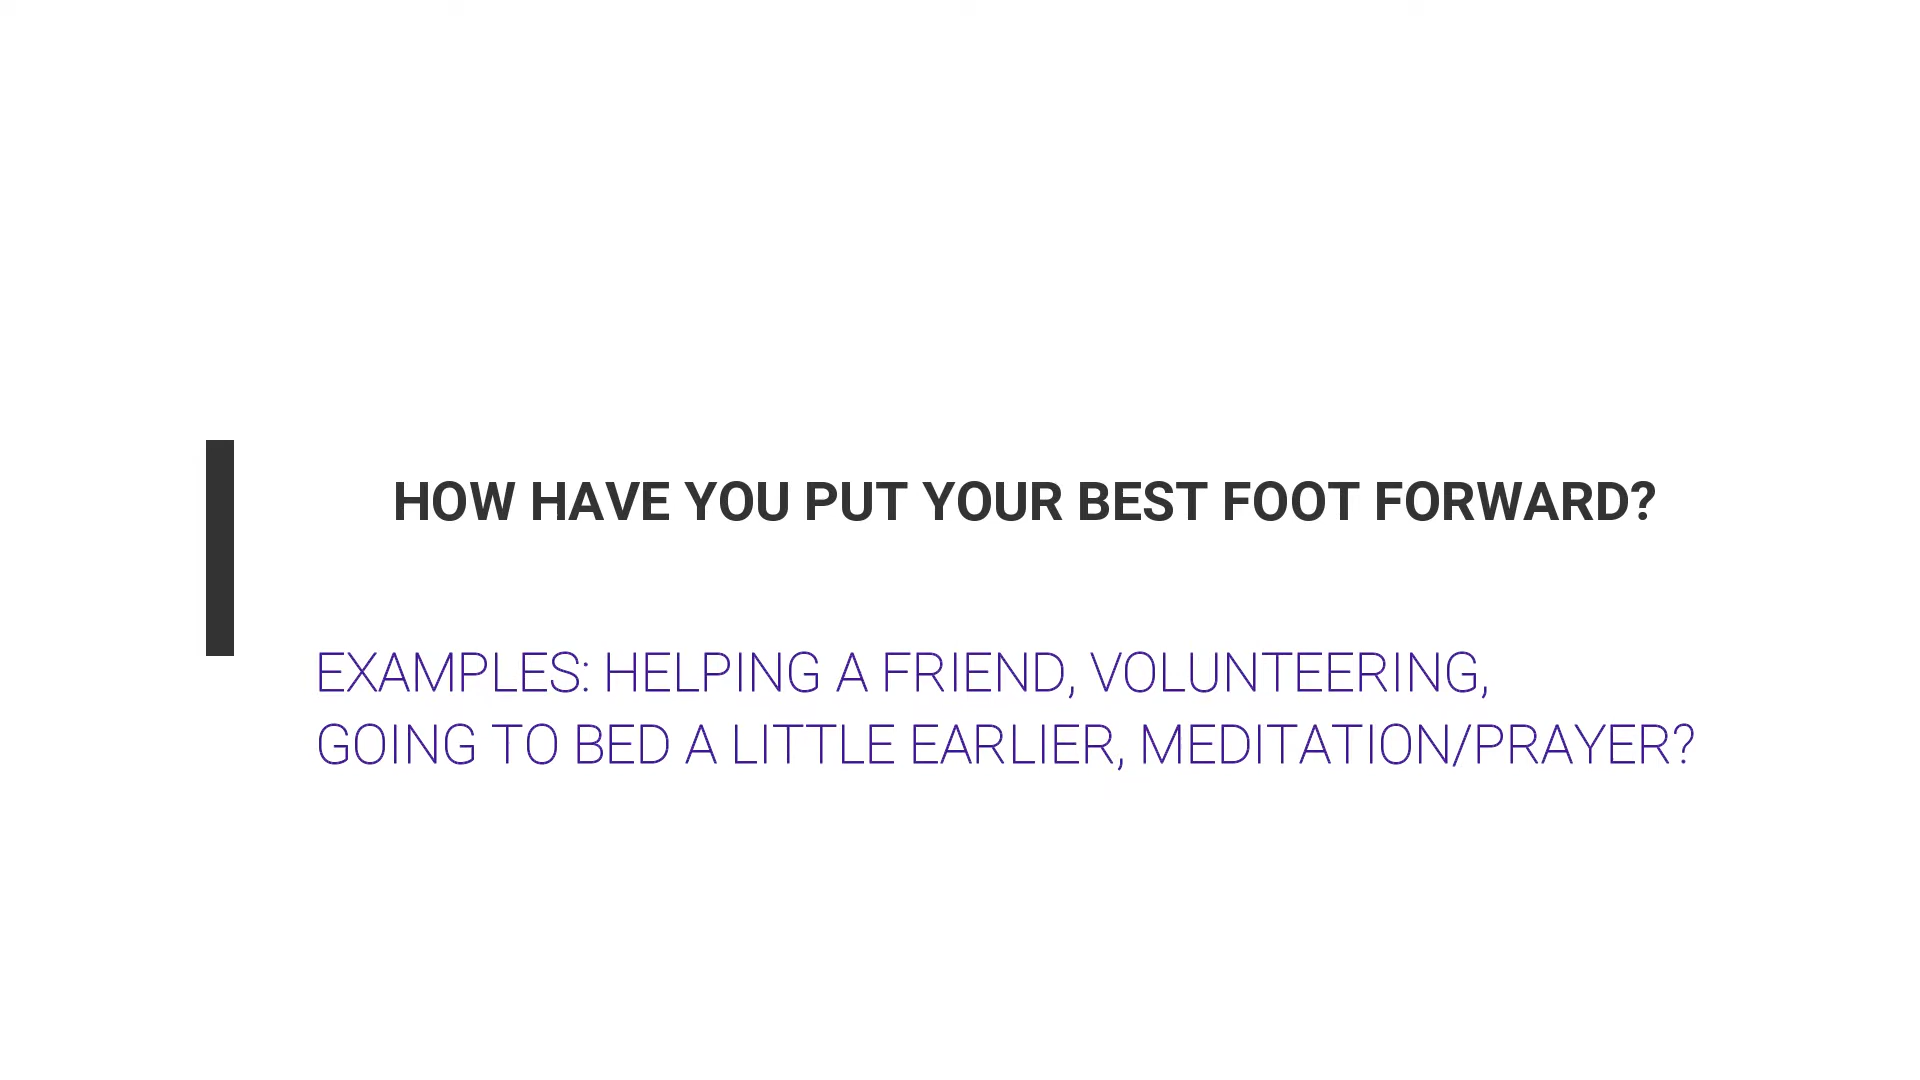 HOW HAVE YOU PUT YOUR BEST FOOT FORWARD?
EXAMPLES: HELPING A FRIEND, VOLUNTEERING,
GOING TO BED A LITTLE EARLIER, MEDITATION/PRAYER?